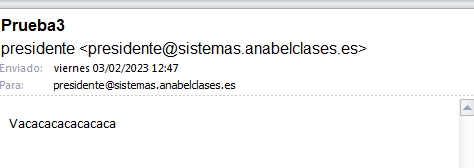 Prueba3
presidente <presidente@sistemas.anabelclases.es>
Enviado: viernes 03/02/2023 12:47
Para: presidente@sistemas.anabelclases.es
Vacacacacacacaca